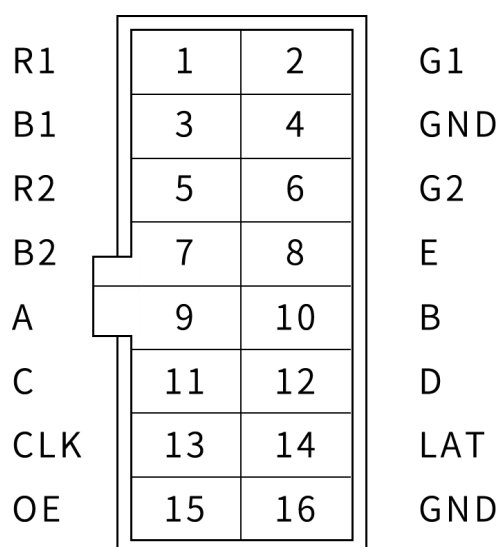 R1 1 2 G1
B1 3 4 GND
R2 5 6 G2
B2 7 8 E
A 9 10 B
C 11 12 D
CLK 13 14 LAT
OE 15 16 GND